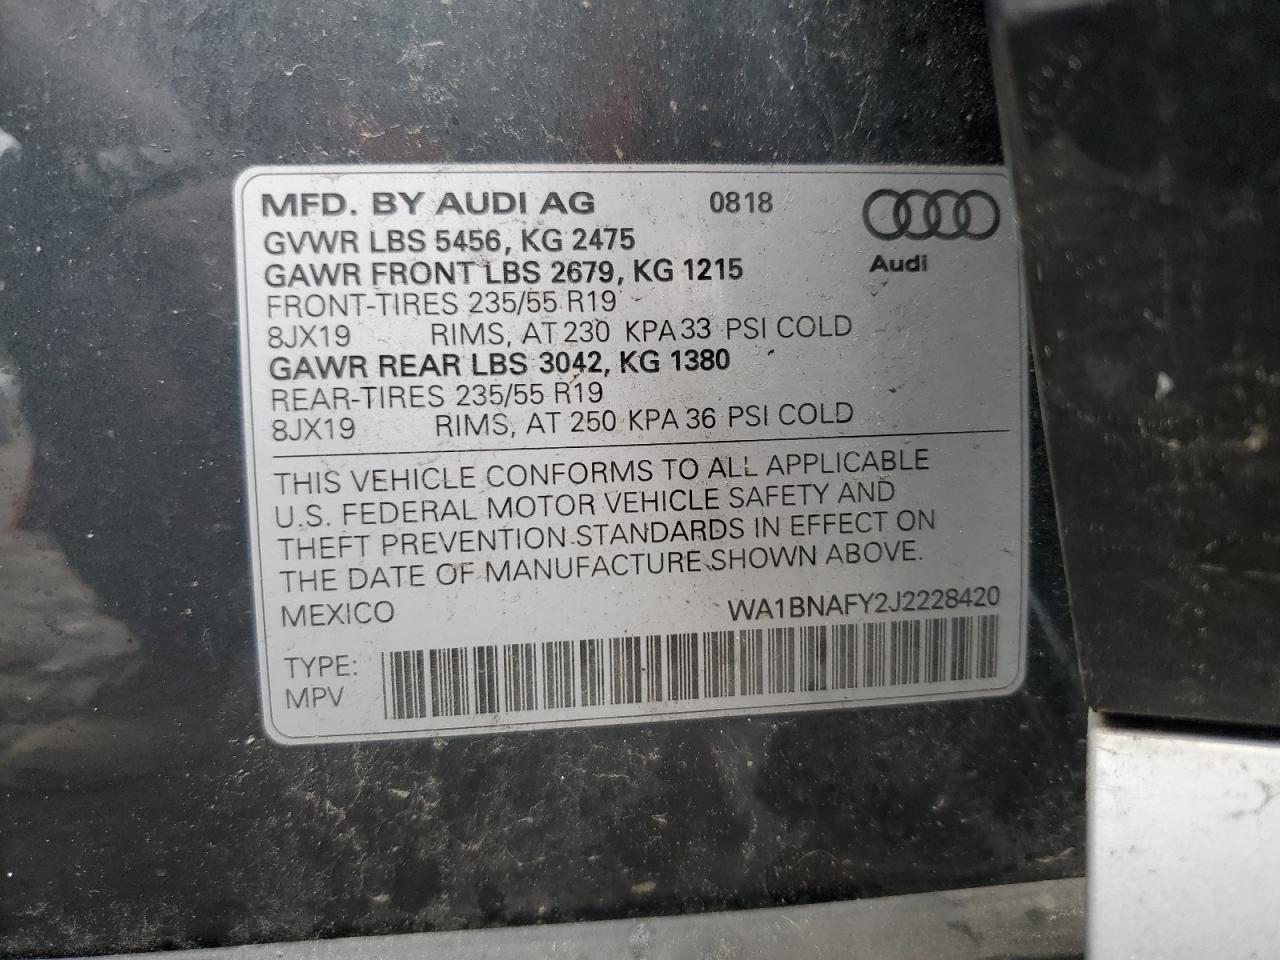 MFD. BY AUDI AG 0818
GVWR LBS 5456, KG 2475
GAWR FRONT LBS 2679, KG 1215
Audi
FRONT-TIRES 235/55 R19
8JX19 RIMS, AT 230 KPA 33 PSI COLD
GAWR REAR LBS 3042, KG 1380
REAR-TIRES 235/55 R19
8JX19 RIMS, AT 250 KPA 36 PSI COLD
THIS VEHICLE CONFORMS TO ALL APPLICABLE
U.S. FEDERAL MOTOR VEHICLE SAFETY AND
THEFT PREVENTION STANDARDS IN EFFECT ON
THE DATE OF MANUFACTURE SHOWN ABOVE.
MEXICO WA1BNAFY2J2228420
TYPE:
MPV